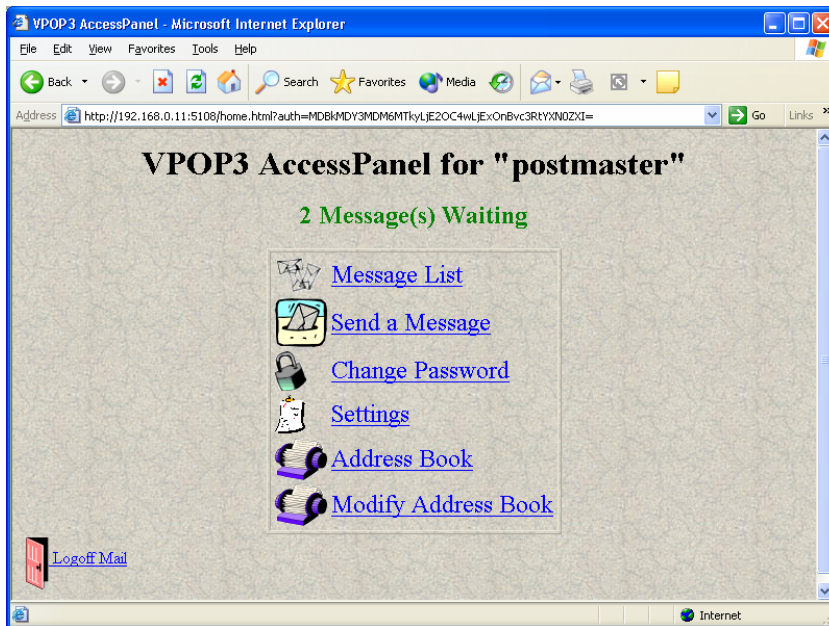 VPOP3 AccessPanel - Microsoft Internet Explorer
File Edit View Favorites Tools Help
Back Search Favorites Media
Address http://192.168.0.11:5108/home.html?auth=MDBkMDY3MDM6MTkyLjE2OC4wLjExOnBvc3RtYXN0ZXI= Go Links »
VPOP3 AccessPanel for "postmaster"
2 Message(s) Waiting
Message List
Send a Message
Change Password
Settings
Address Book
Modify Address Book
Logoff Mail
Internet